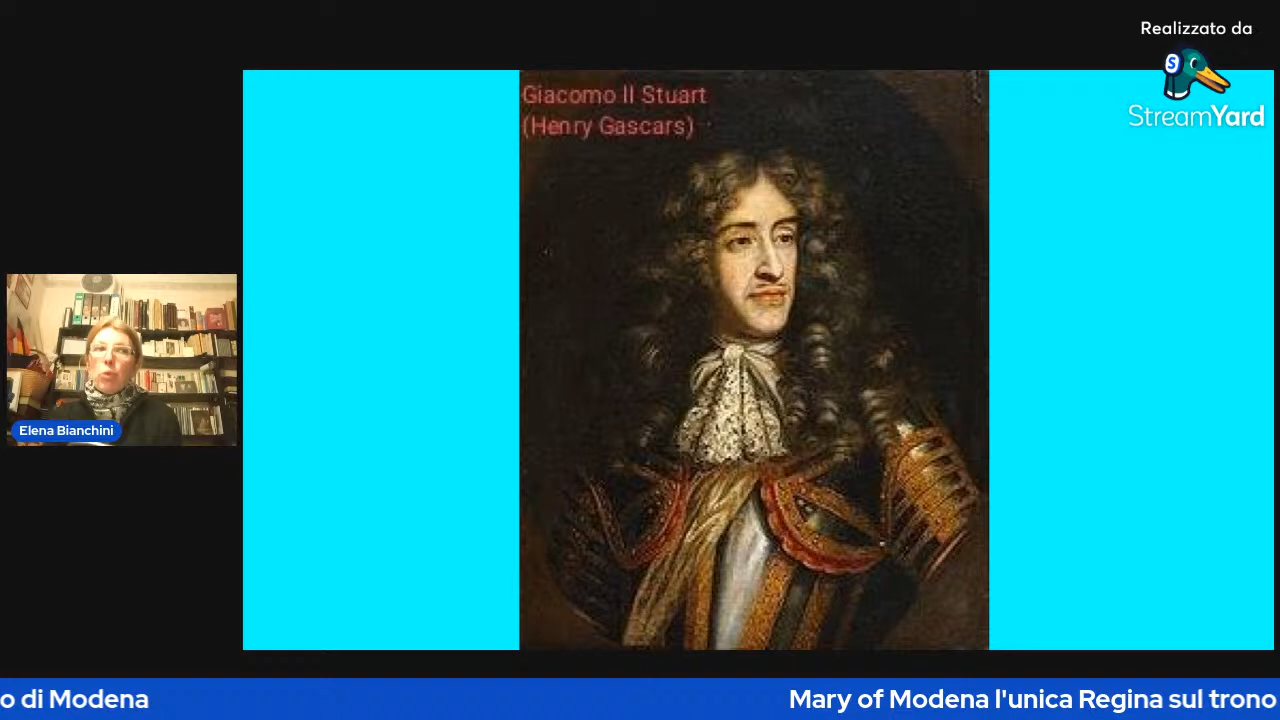 Realizzato da
StreamYard
Giacomo II Stuart
(Henry Gascars)
Elena Bianchini
o di Modena
Mary of Modena l'unica Regina sul trono